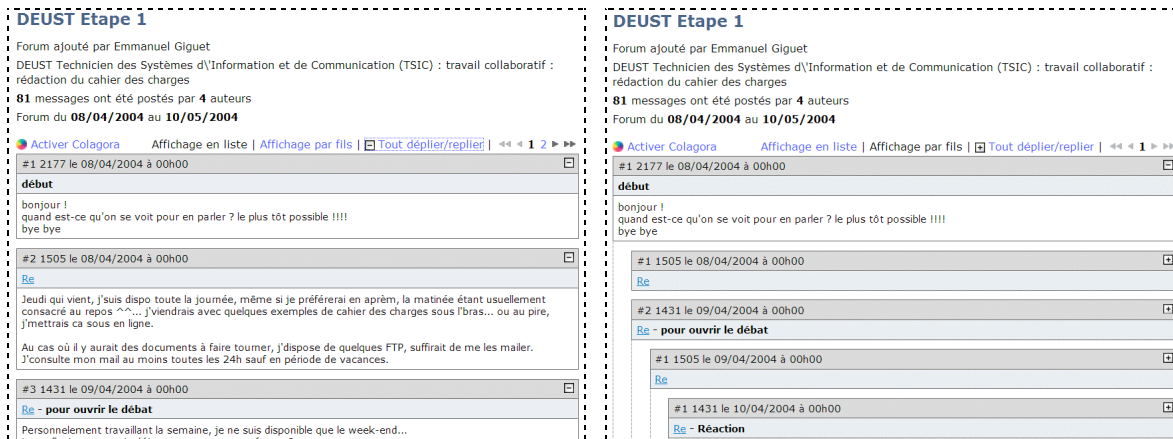 DEUST Etape 1
Forum ajouté par Emmanuel Giguet
DEUST Technicien des Systèmes d\'Information et de Communication (TSIC) : travail collaboratif :
rédaction du cahier des charges
81 messages ont été postés par 4 auteurs
Forum du 08/04/2004 au 10/05/2004
Activer Colagora Affichage en liste | Affichage par fils | Tout déplier/replier | 1 2
#1 2177 le 08/04/2004 à 00h00
début
bonjour !
quand est-ce qu'on se voit pour en parler ? le plus tôt possible !!!!
bye bye
#2 1505 le 08/04/2004 à 00h00
Re
Jeudi qui vient, j'suis dispo toute la journée, même si je préférerai en aprèm, la matinée étant usuellement
consacré au repos ^^... j'viendrais avec quelques exemples de cahier des charges sous l'bras... ou au pire,
j'mettrais ca sous en ligne.
Au cas où il y aurait des documents à faire tourner, j'dispose de quelques FTP, suffirait de me les mailer.
J'consulte mon mail au moins toutes les 24h sauf en période de vacances.
#3 1431 le 09/04/2004 à 00h00
Re - pour ouvrir le débat
Personnelement travaillant la semaine, je ne suis disponible que le week-end...
DEUST Etape 1
Forum ajouté par Emmanuel Giguet
DEUST Technicien des Systèmes d\'Information et de Communication (TSIC) : travail collaboratif :
rédaction du cahier des charges
81 messages ont été postés par 4 auteurs
Forum du 08/04/2004 au 10/05/2004
Activer Colagora Affichage en liste | Affichage par fils | Tout déplier/replier | 1
#1 2177 le 08/04/2004 à 00h00
début
bonjour !
quand est-ce qu'on se voit pour en parler ? le plus tôt possible !!!!
bye bye
#1 1505 le 08/04/2004 à 00h00
Re
#2 1431 le 09/04/2004 à 00h00
Re - pour ouvrir le débat
#1 1505 le 09/04/2004 à 00h00
Re
#1 1431 le 10/04/2004 à 00h00
Re - Réaction